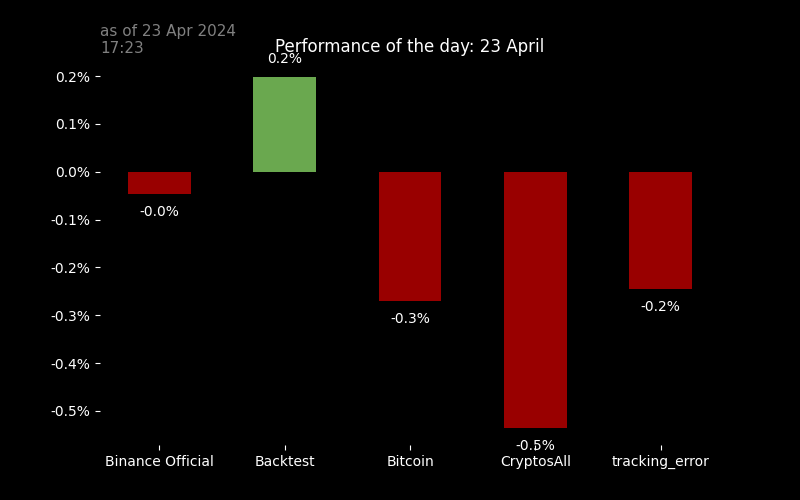 as of 23 Apr 2024
17:23
Performance of the day: 23 April
0.2%
0.2%
0.1%
0.0%
-0.0%
-0.1%
-0.2%
-0.2%
-0.3%
-0.3%
-0.4%
-0.5%
-0.5%
Binance Official
Backtest
Bitcoin
CryptosAll
tracking_error